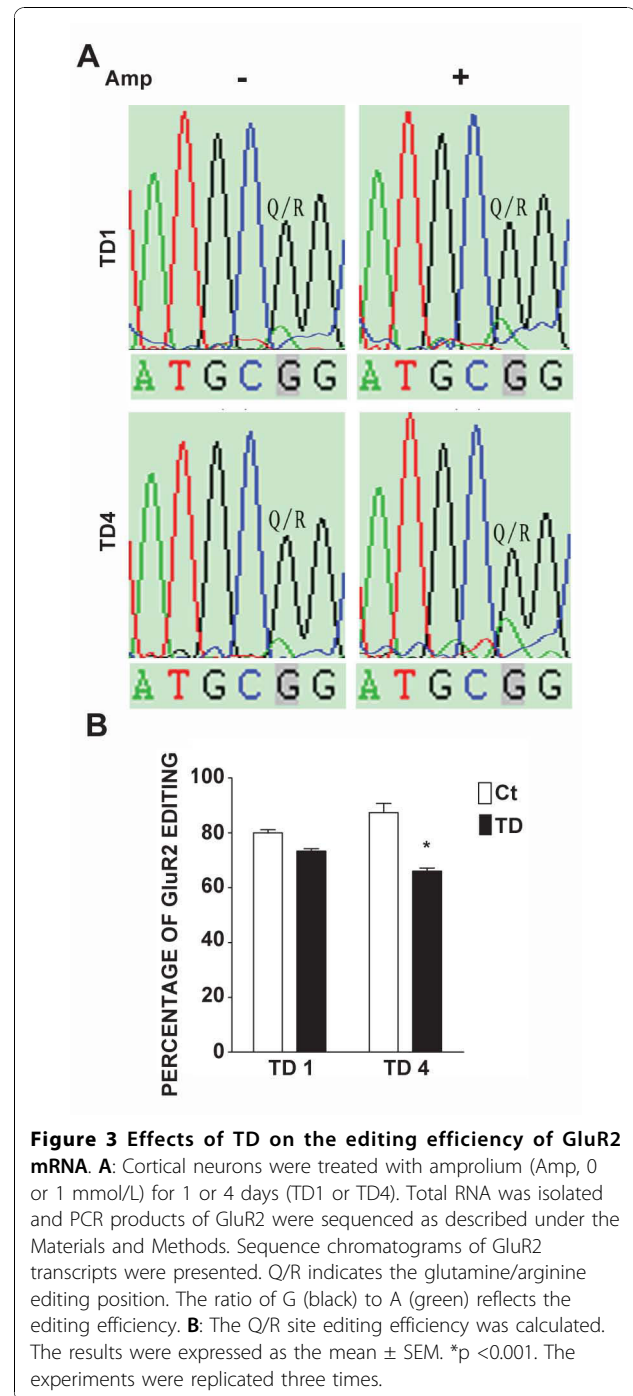 A
Amp - +
TD1
Q/R Q/R
A T G C G G A T G C G G
TD4
Q/R Q/R
A T G C G G A T G C G G
B
PERCENTAGE OF GluR2 EDITING
100
80
60
40
20
0
*
Ct
TD
TD 1 TD 4
Figure 3 Effects of TD on the editing efficiency of GluR2
mRNA. A: Cortical neurons were treated with amprolium (Amp, 0
or 1 mmol/L) for 1 or 4 days (TD1 or TD4). Total RNA was isolated
and PCR products of GluR2 were sequenced as described under the
Materials and Methods. Sequence chromatograms of GluR2
transcripts were presented. Q/R indicates the glutamine/arginine
editing position. The ratio of G (black) to A (green) reflects the
editing efficiency. B: The Q/R site editing efficiency was calculated.
The results were expressed as the mean ± SEM. *p <0.001. The
experiments were replicated three times.